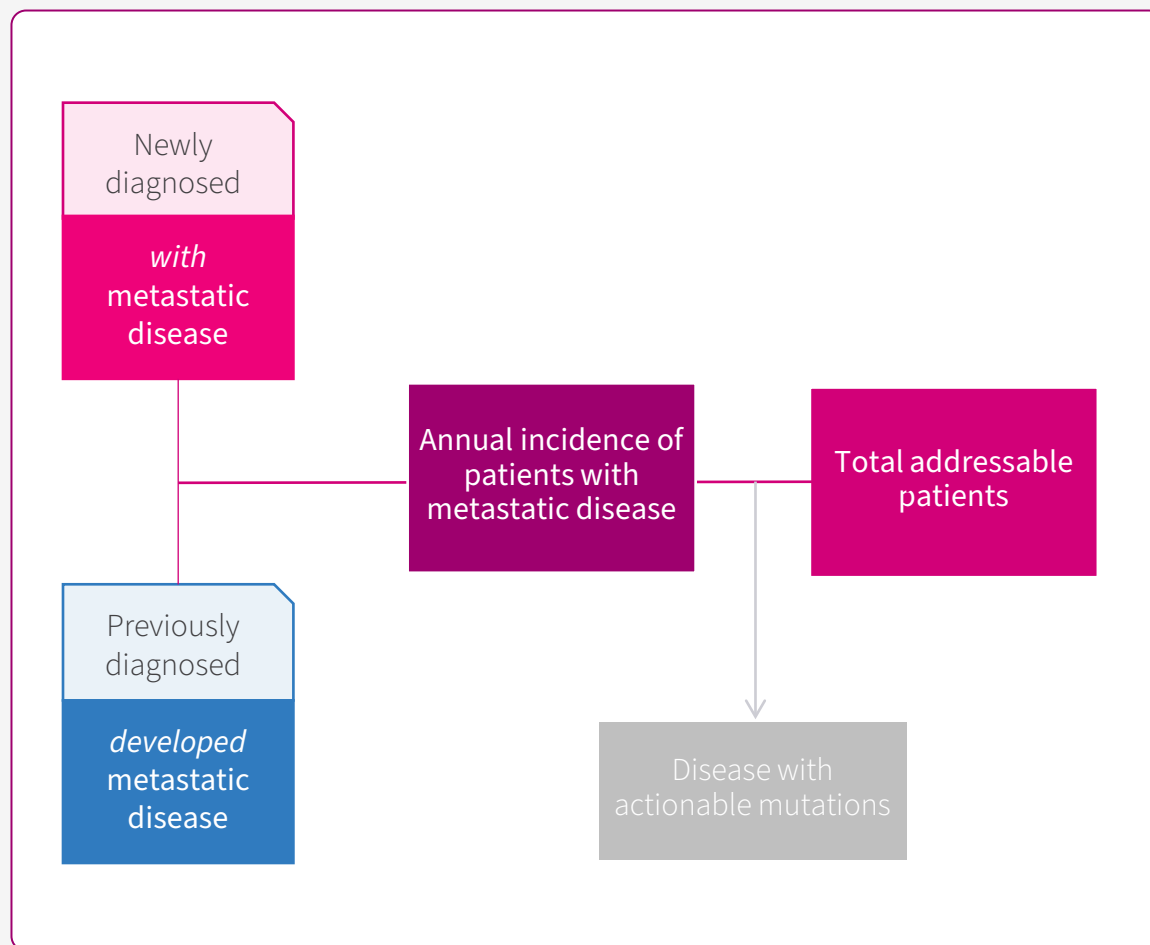 Newly
diagnosed
with
metastatic
disease
Annual incidence of
patients with
metastatic disease
Total addressable
patients
Previously
diagnosed
developed
metastatic
disease
Disease with
actionable mutations